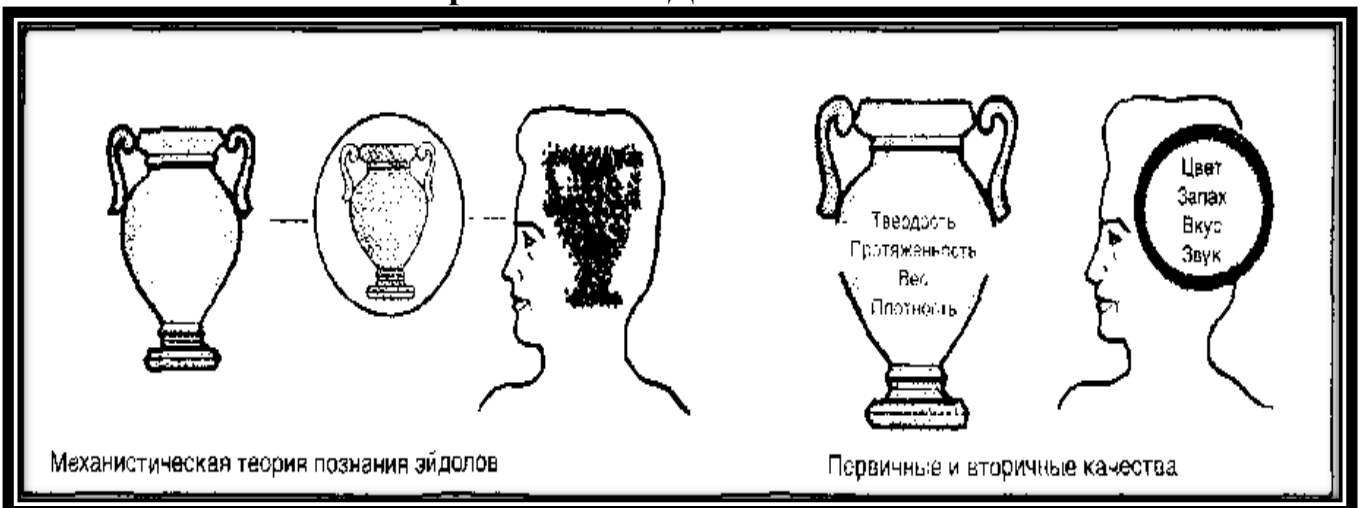 Твердость
Протяженность
Вес
Плотность
Цвет
Запах
Вкус
Звук
Механистическая теория познания эйдолов
Первичные и вторичные качества